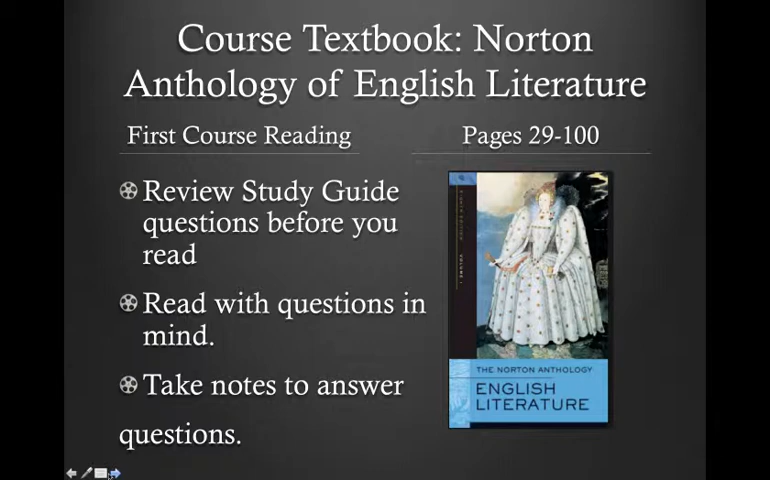 Course Textbook: Norton
Anthology of English Literature
First Course Reading
Pages 29-100
Review Study Guide
questions before you
read
Read with questions in
mind.
Take notes to answer
questions.
THE NORTON ANTHOLOGY
ENGLISH
LITERATURE